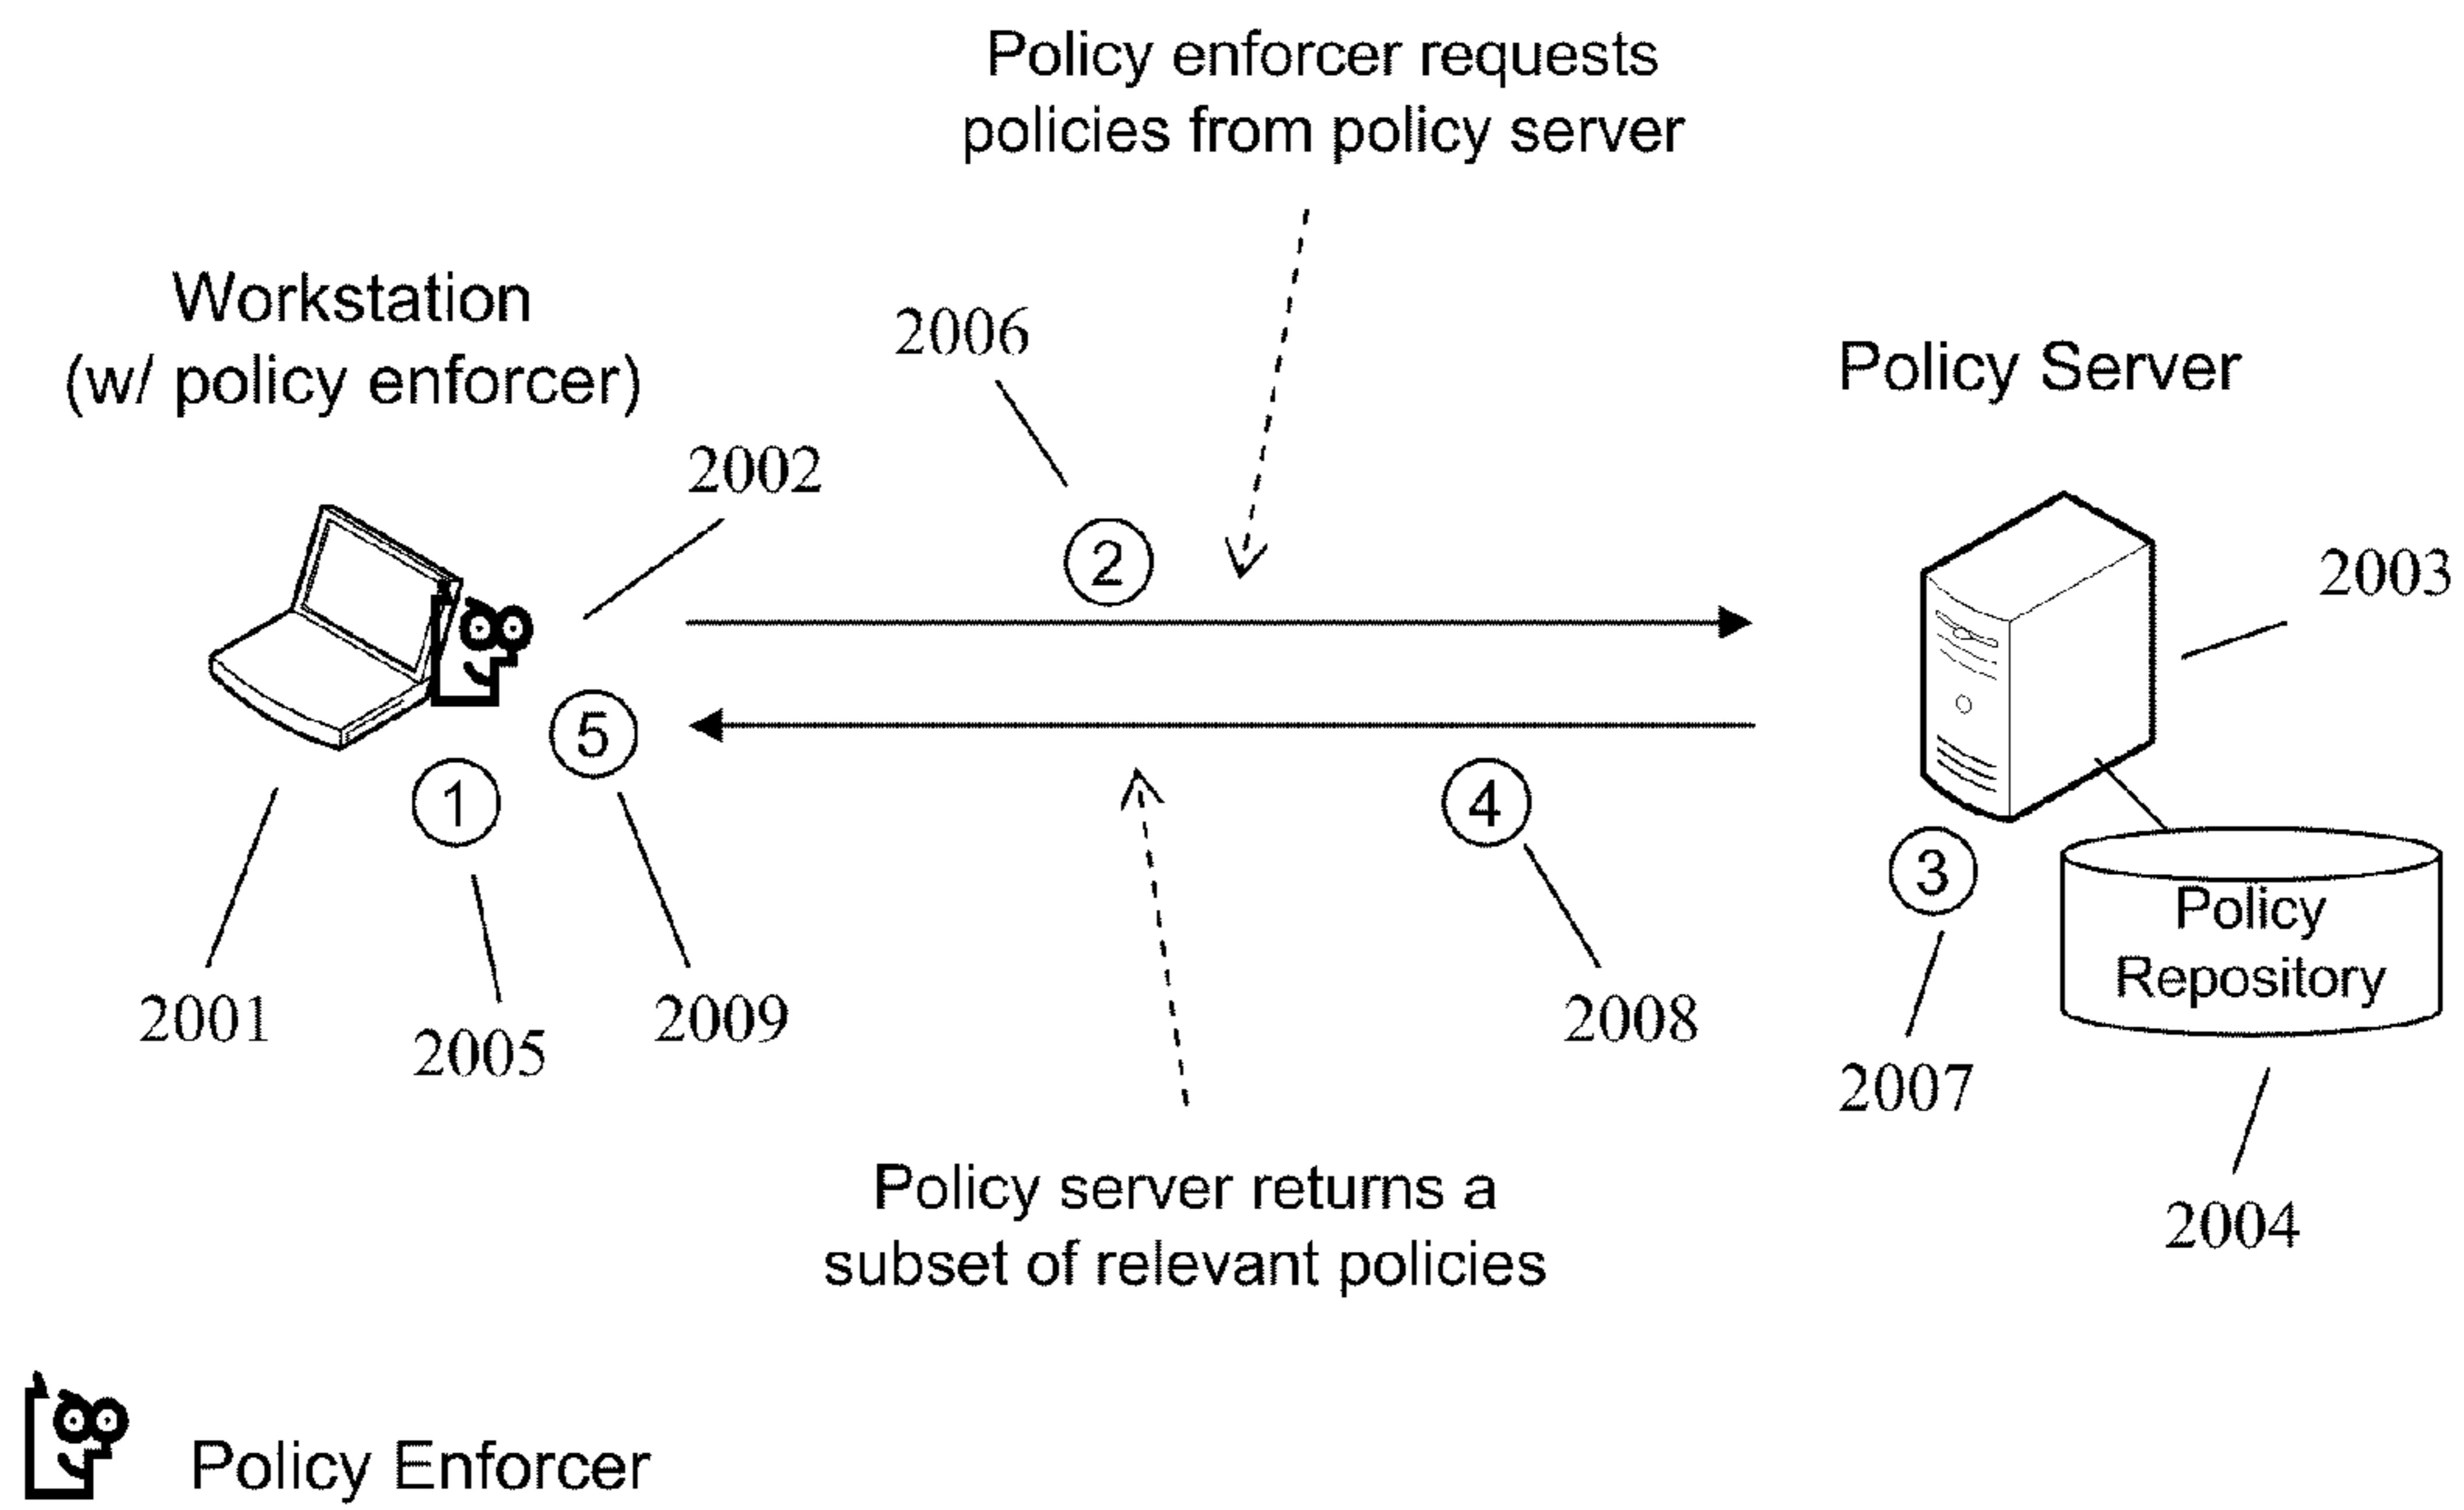 Policy enforcer requests
policies from policy server
Workstation
(w/ policy enforcer)
2006
Policy Server
2002
2
2003
5
1
4
3
Policy
Repository
2001
2005
2009
2008
2007
2004
Policy server returns a
subset of relevant policies
Policy Enforcer